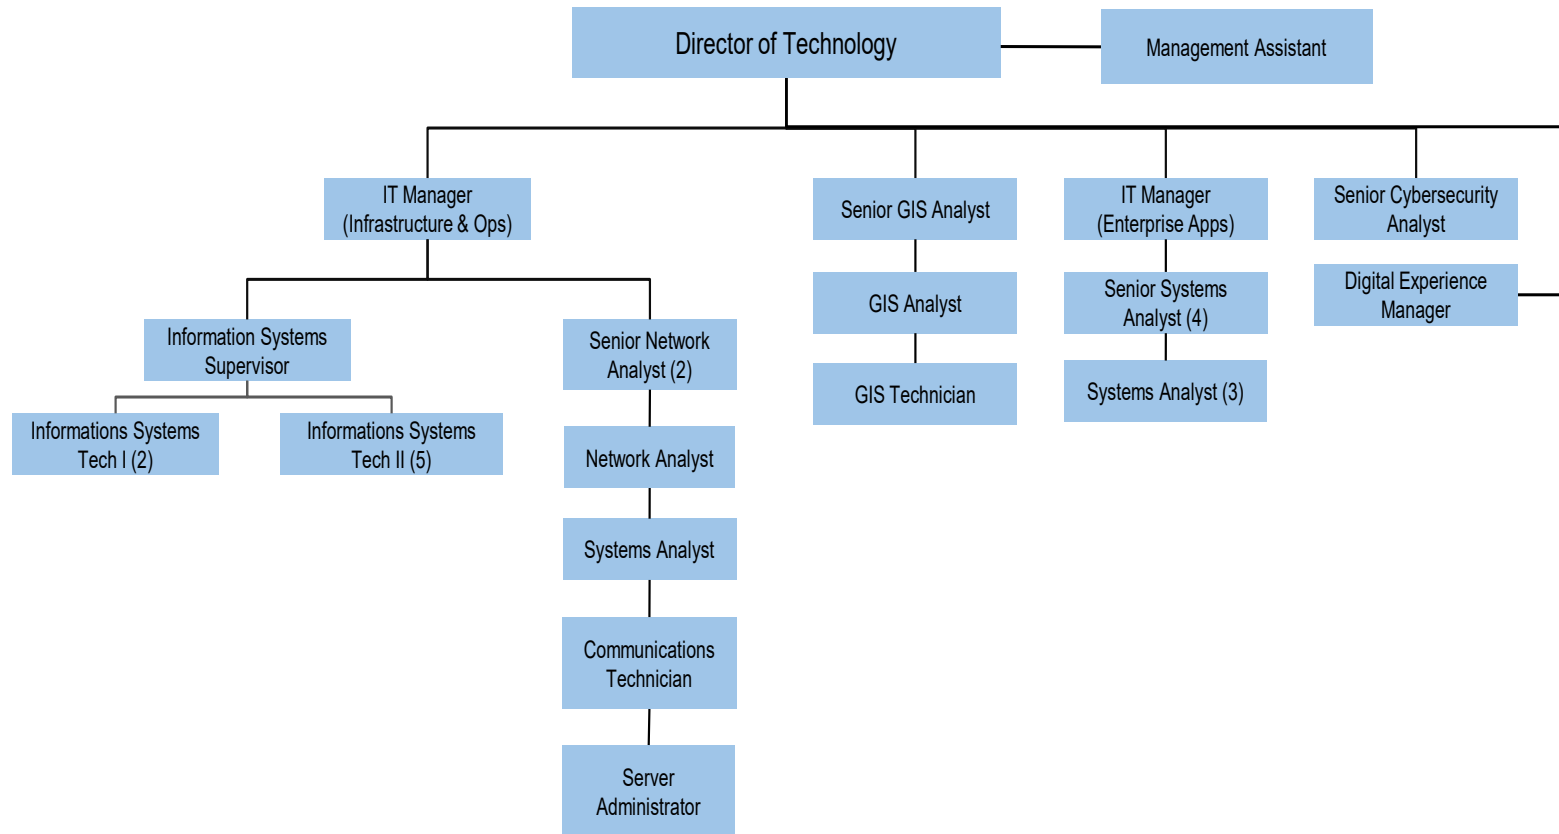 Director of Technology
Management Assistant
IT Manager
(Infrastructure & Ops)
Senior GIS Analyst
IT Manager
(Enterprise Apps)
Senior Cybersecurity
Analyst
Digital Experience
Manager
GIS Analyst
Senior Systems
Analyst (4)
Information Systems
Supervisor
Senior Network
Analyst (2)
GIS Technician
Systems Analyst (3)
Informations Systems
Tech I (2)
Informations Systems
Tech II (5)
Network Analyst
Systems Analyst
Communications
Technician
Server
Administrator